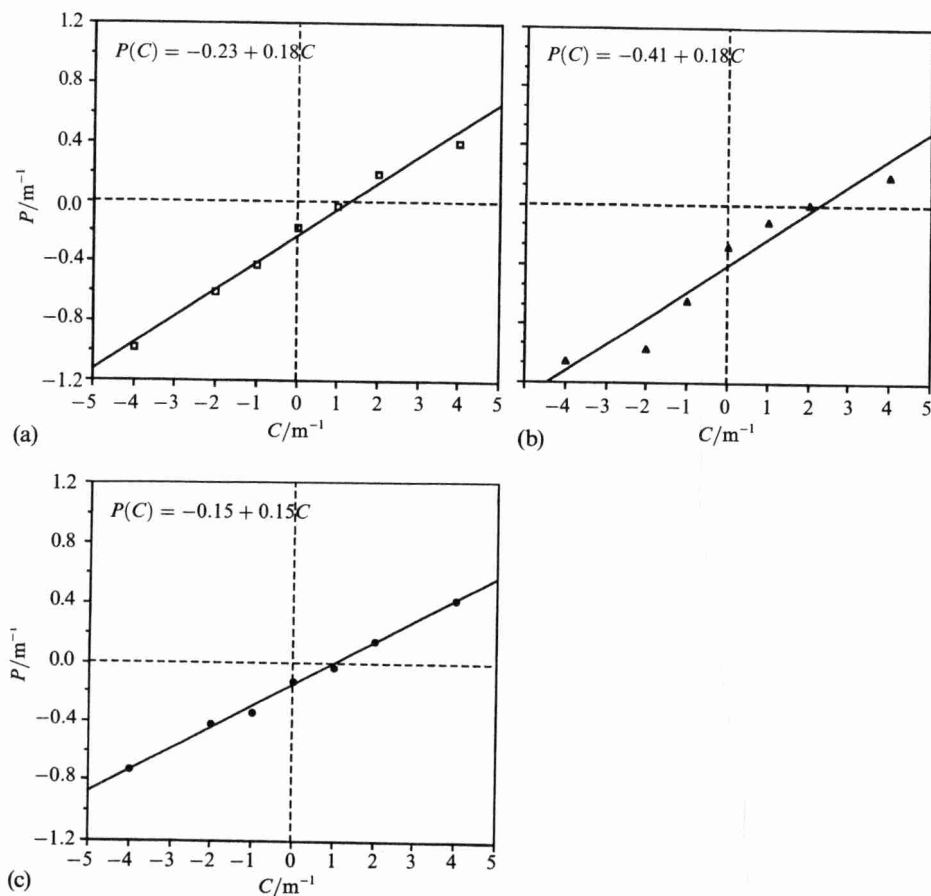 1.2
P(C) = −0.23 + 0.18C
0.8
0.4
0.0
−0.4
−0.8
−1.2
P/m⁻¹
−5 −4 −3 −2 −1 0 1 2 3 4 5
C/m⁻¹
(a)
P(C) = −0.41 + 0.18C
−4 −3 −2 −1 0 1 2 3 4 5
C/m⁻¹
(b)
1.2
P(C) = −0.15 + 0.15C
0.8
0.4
0.0
−0.4
−0.8
−1.2
P/m⁻¹
−5 −4 −3 −2 −1 0 1 2 3 4 5
C/m⁻¹
(c)